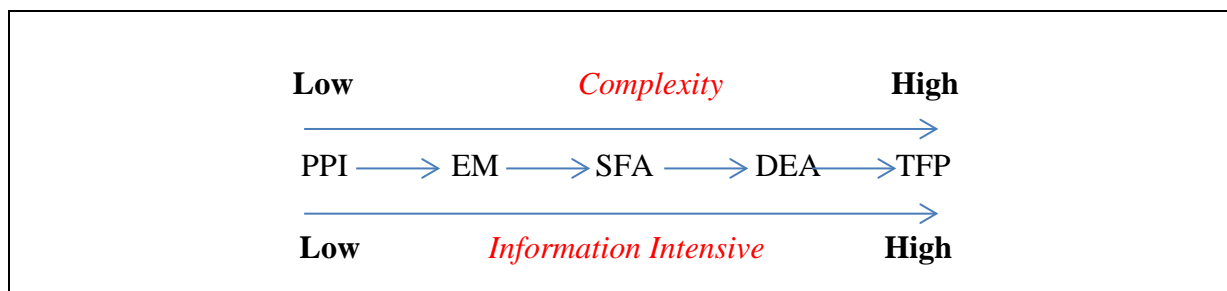 Low Complexity High
PPI EM SFA DEA TFP
Low Information Intensive High